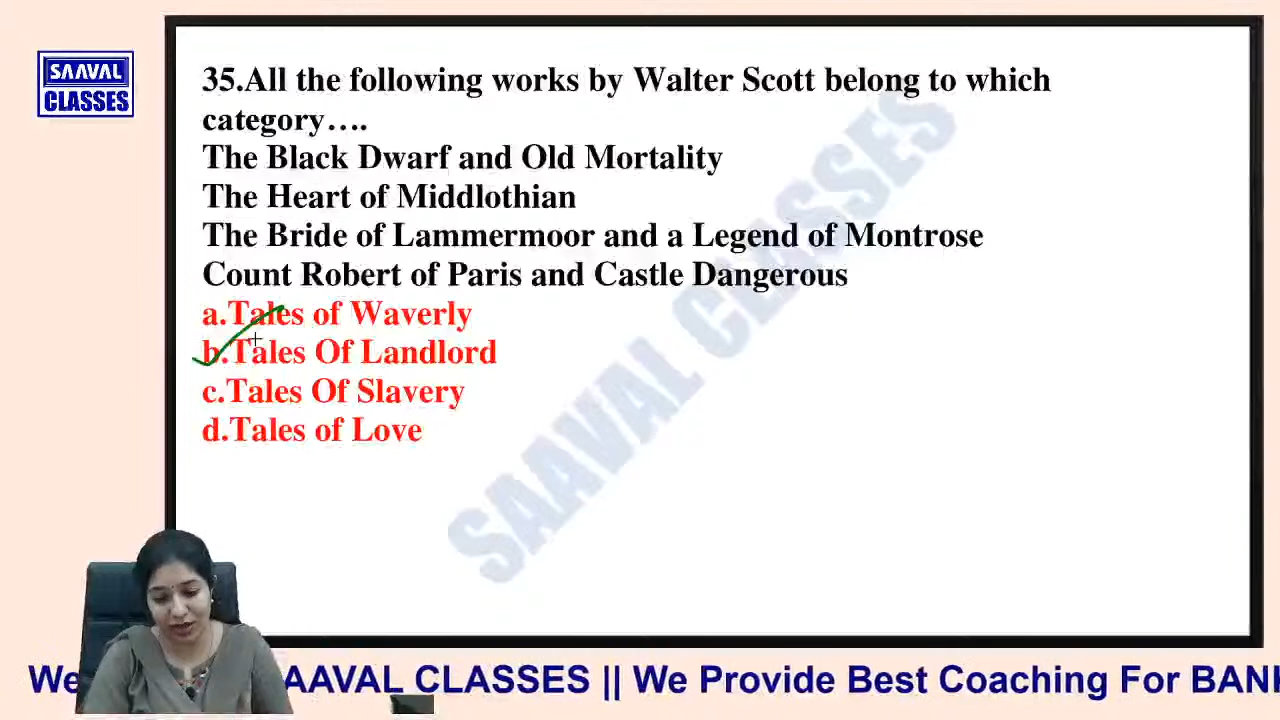 SAAVAL
CLASSES
35.All the following works by Walter Scott belong to which
category….
The Black Dwarf and Old Mortality
The Heart of Middlothian
The Bride of Lammermoor and a Legend of Montrose
Count Robert of Paris and Castle Dangerous
a.Tales of Waverly
b.Tales Of Landlord
c.Tales Of Slavery
d.Tales of Love
SAAVAL CLASSES
We AAVAL CLASSES || We Provide Best Coaching For BANK